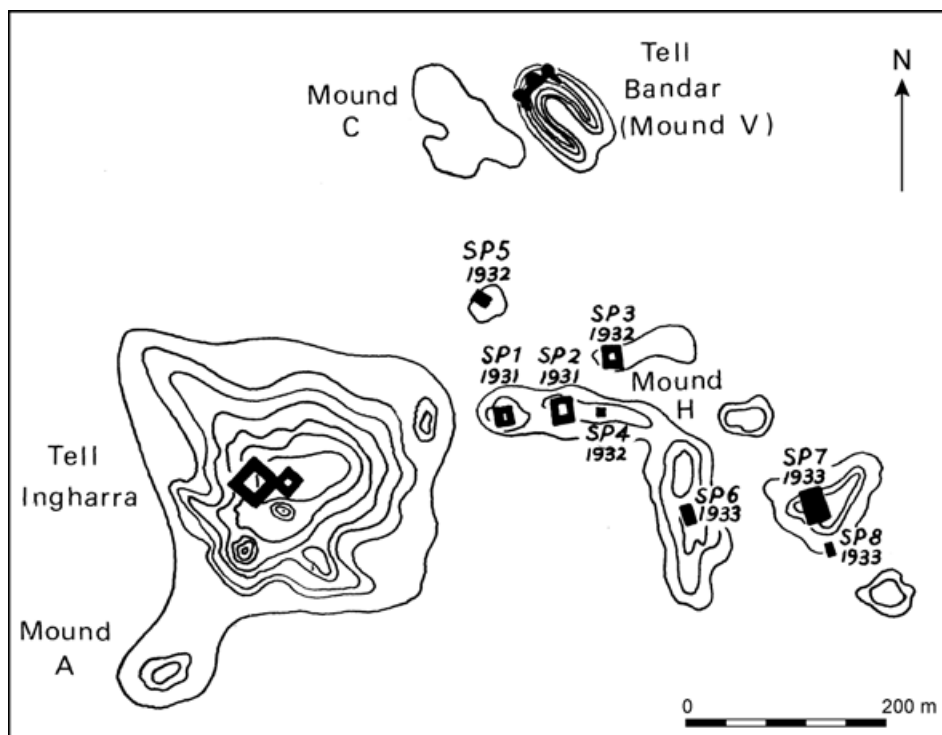 Tell
Bandar
(Mound V)
N
Mound
C
SP5
1932
SP3
1932
SP1
1931
SP2
1931
Mound
H
SP4
1932
SP7
1933
SP6
1933
SP8
1933
Tell
Ingharra
Mound
A
0 200 m